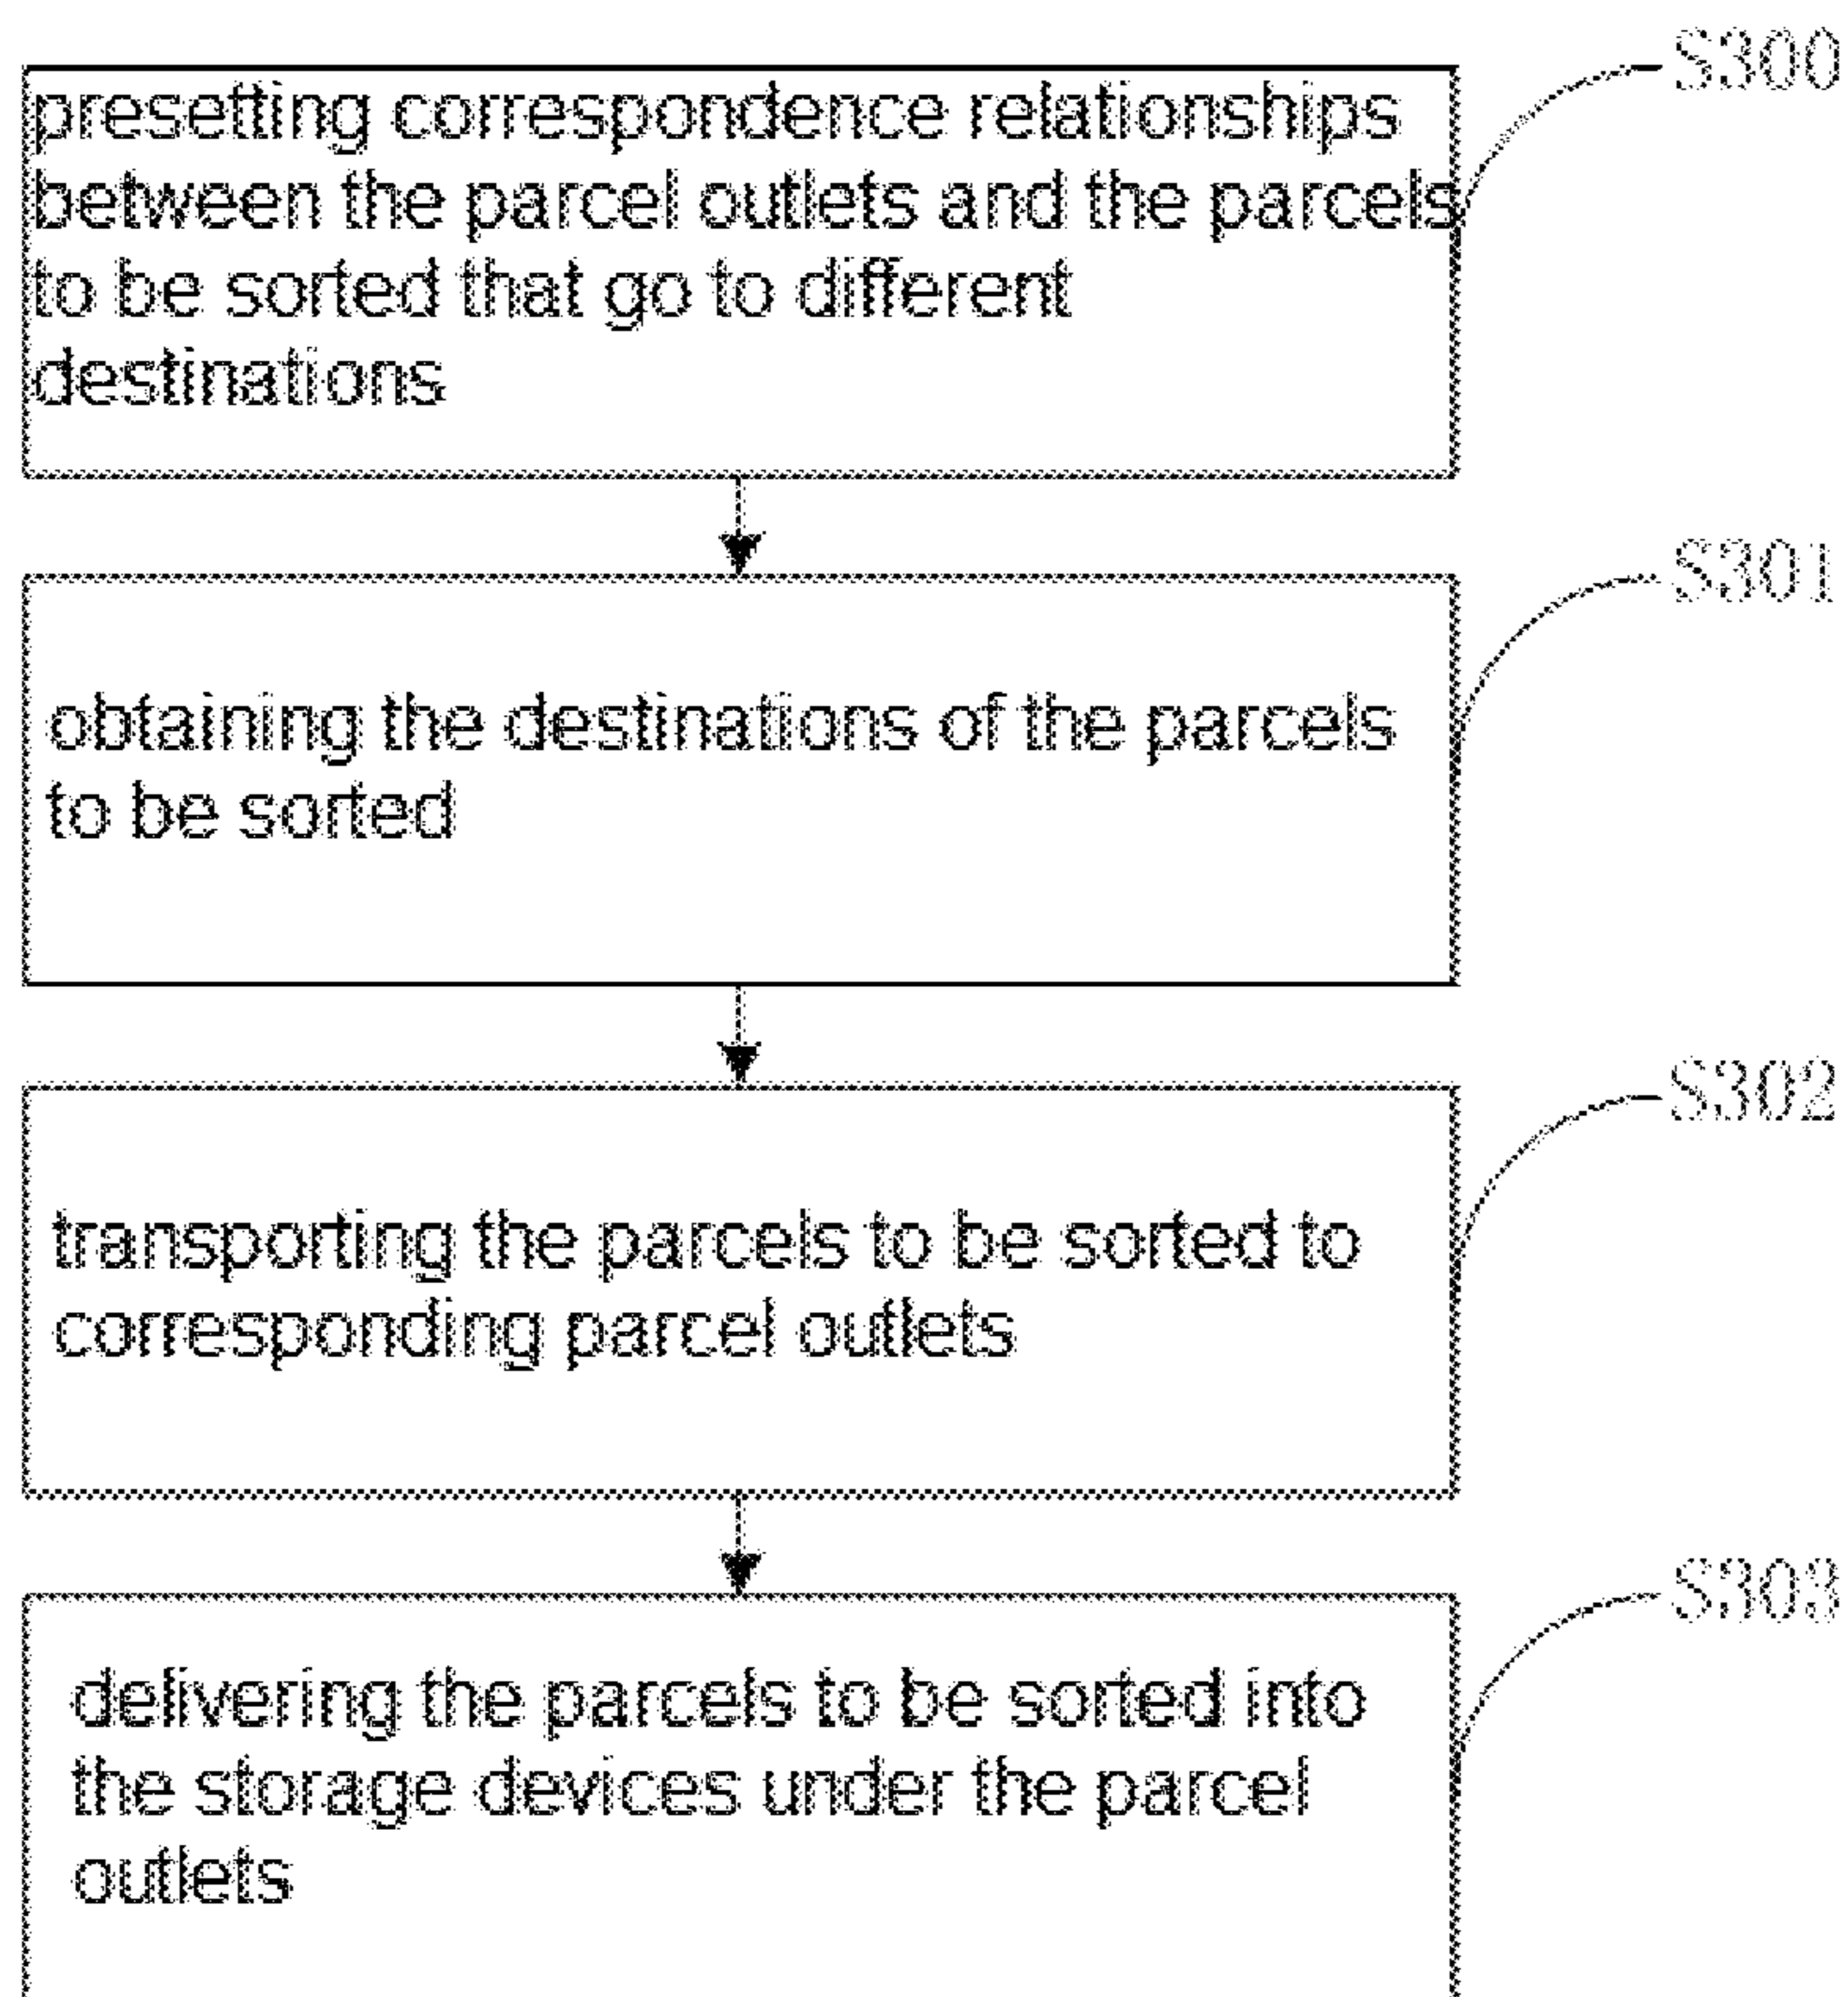 S300
presetting correspondence relationships
between the parcel outlets and the parcels
to be sorted that go to different
destinations
S301
obtaining the destinations of the parcels
to be sorted
S302
transporting the parcels to be sorted to
corresponding parcel outlets
S303
delivering the parcels to be sorted into
the storage devices under the parcel
outlets